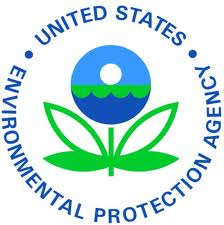 UNITED STATES
ENVIRONMENTAL PROTECTION AGENCY